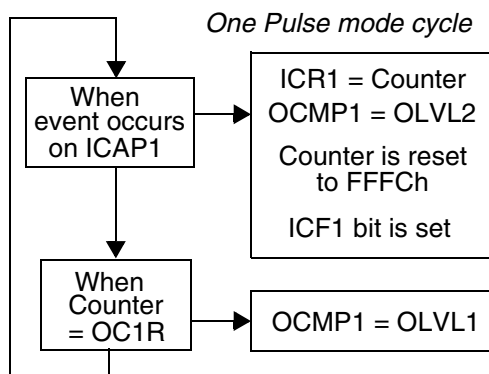 One Pulse mode cycle
When
event occurs
on ICAP1
ICR1 = Counter
OCMP1 = OLVL2
Counter is reset
to FFFCh
ICF1 bit is set
When
Counter
= OC1R
OCMP1 = OLVL1